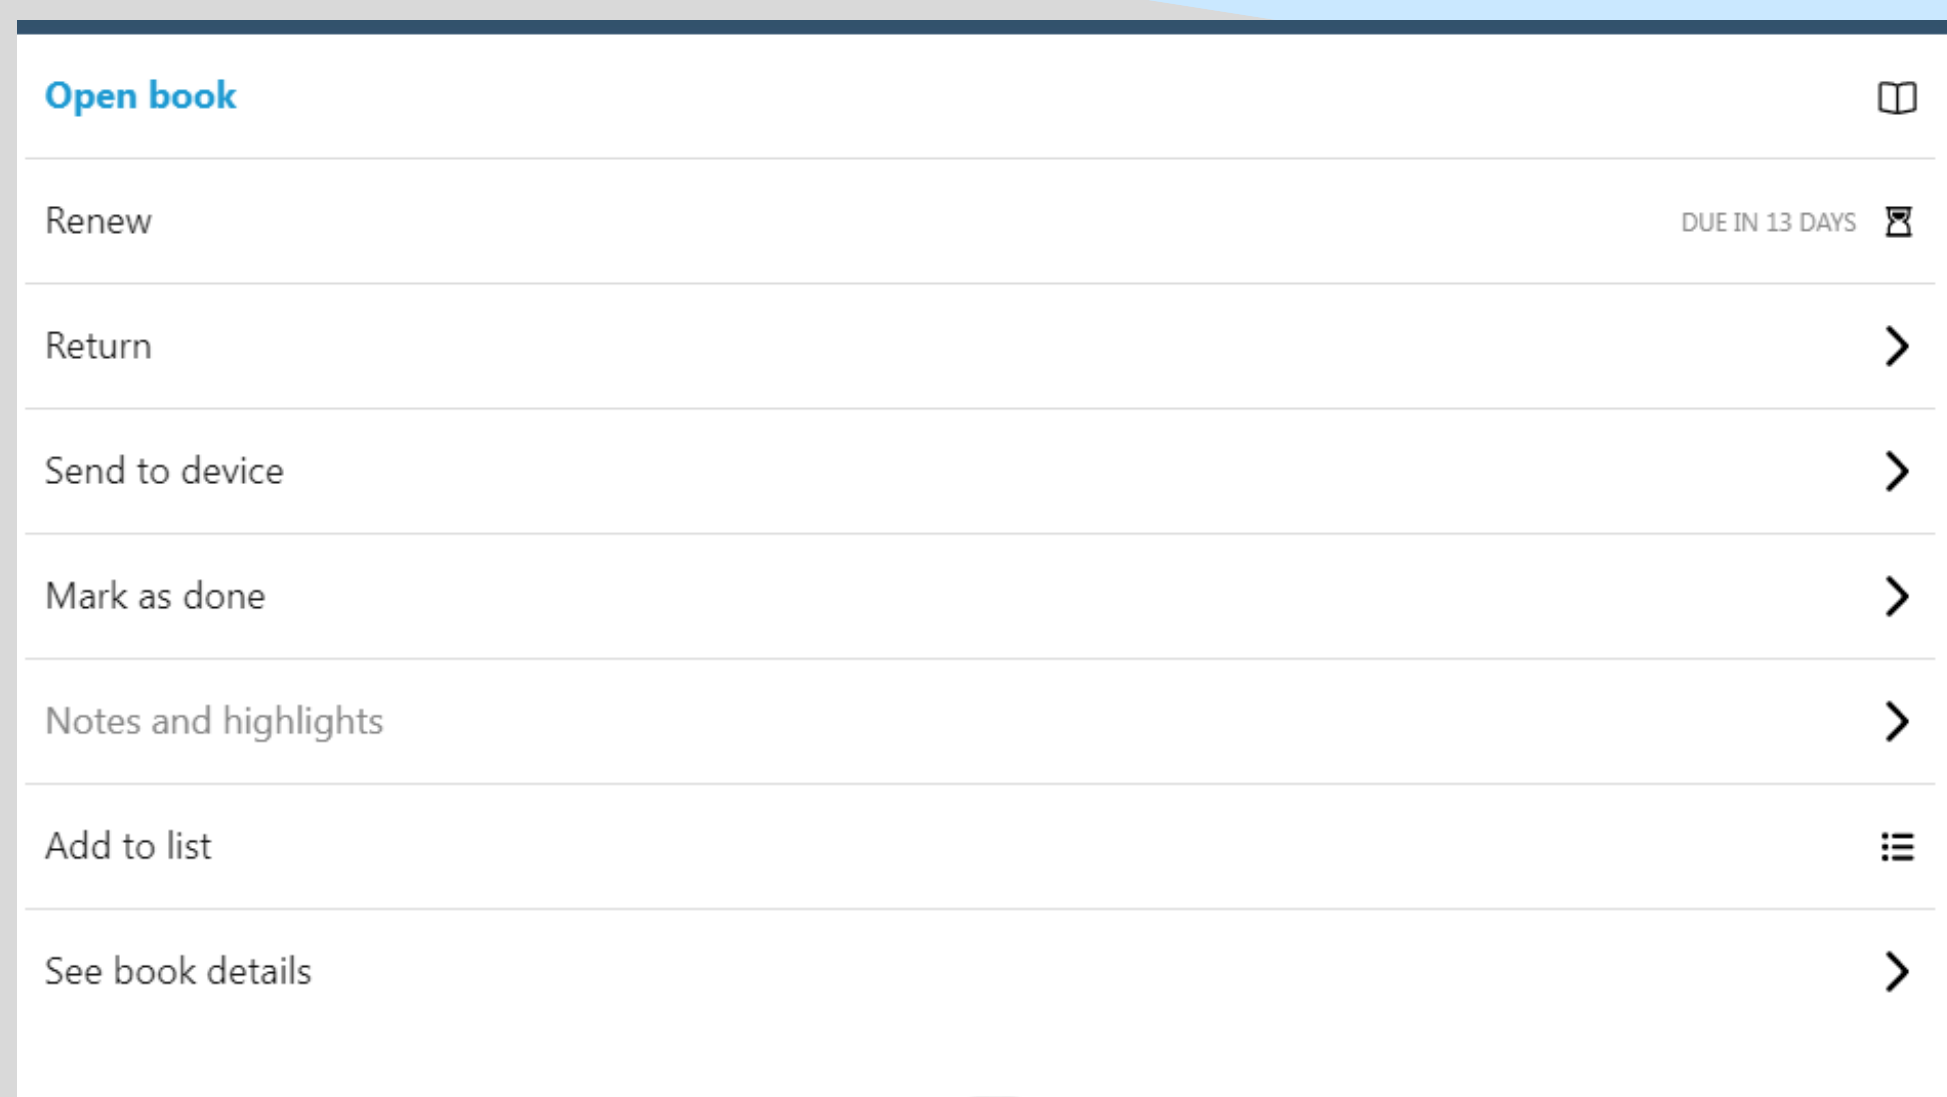 Open book
Renew DUE IN 13 DAYS
Return
Send to device
Mark as done
Notes and highlights
Add to list
See book details